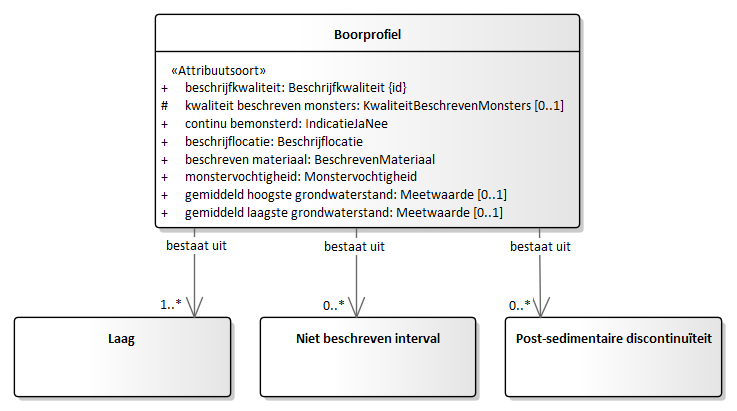 Boorprofiel
«Attribuutsoort»
+ beschrijfkwaliteit: Beschrijfkwaliteit {id}
# kwaliteit beschreven monsters: KwaliteitBeschrevenMonsters [0..1]
+ continu bemonsterd: IndicatieJaNee
+ beschrijflocatie: Beschrijflocatie
+ beschreven materiaal: BeschrevenMateriaal
+ monstervochtigheid: Monstervochtigheid
+ gemiddeld hoogste grondwaterstand: Meetwaarde [0..1]
+ gemiddeld laagste grondwaterstand: Meetwaarde [0..1]
bestaat uit bestaat uit bestaat uit
1..* 0..* 0..*
Laag Niet beschreven interval Post-sedimentaire discontinuïteit